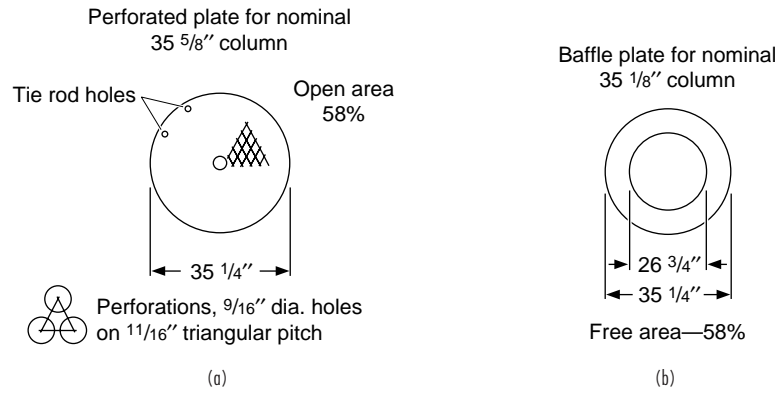 Perforated plate for nominal
35 5/8″ column
Tie rod holes
Open area
58%
35 1/4″
Perforations, 9/16″ dia. holes
on 11/16″ triangular pitch
(a)
Baffle plate for nominal
35 1/8″ column
26 3/4″
35 1/4″
Free area—58%
(b)